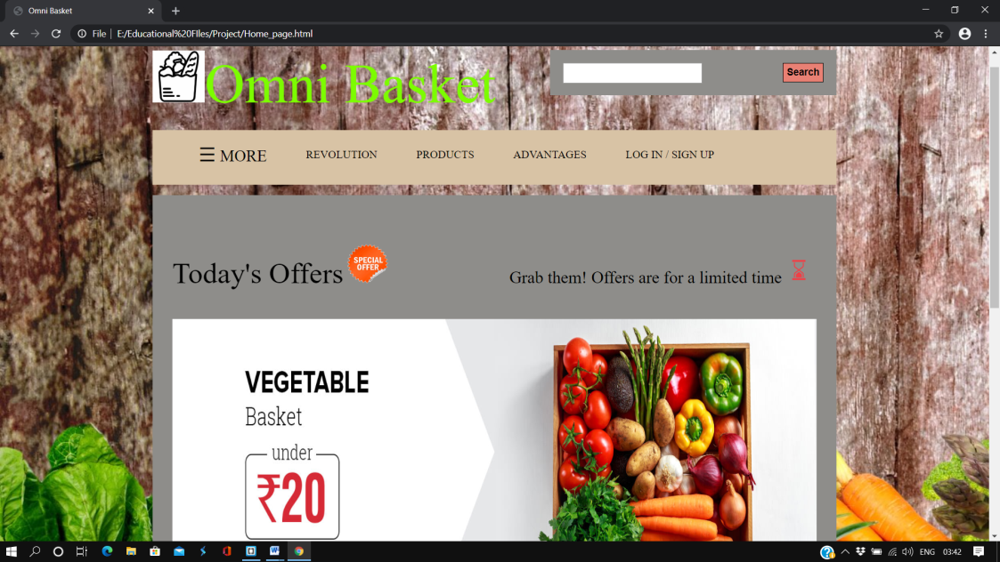 Omni Basket
File | E:/Educational%20FIles/Project/Home_page.html
Omni Basket
Search
☰ MORE REVOLUTION PRODUCTS ADVANTAGES LOG IN / SIGN UP
Today's Offers
SPECIAL
OFFER
Grab them! Offers are for a limited time
VEGETABLE
Basket
under
₹20
ENG 03:42